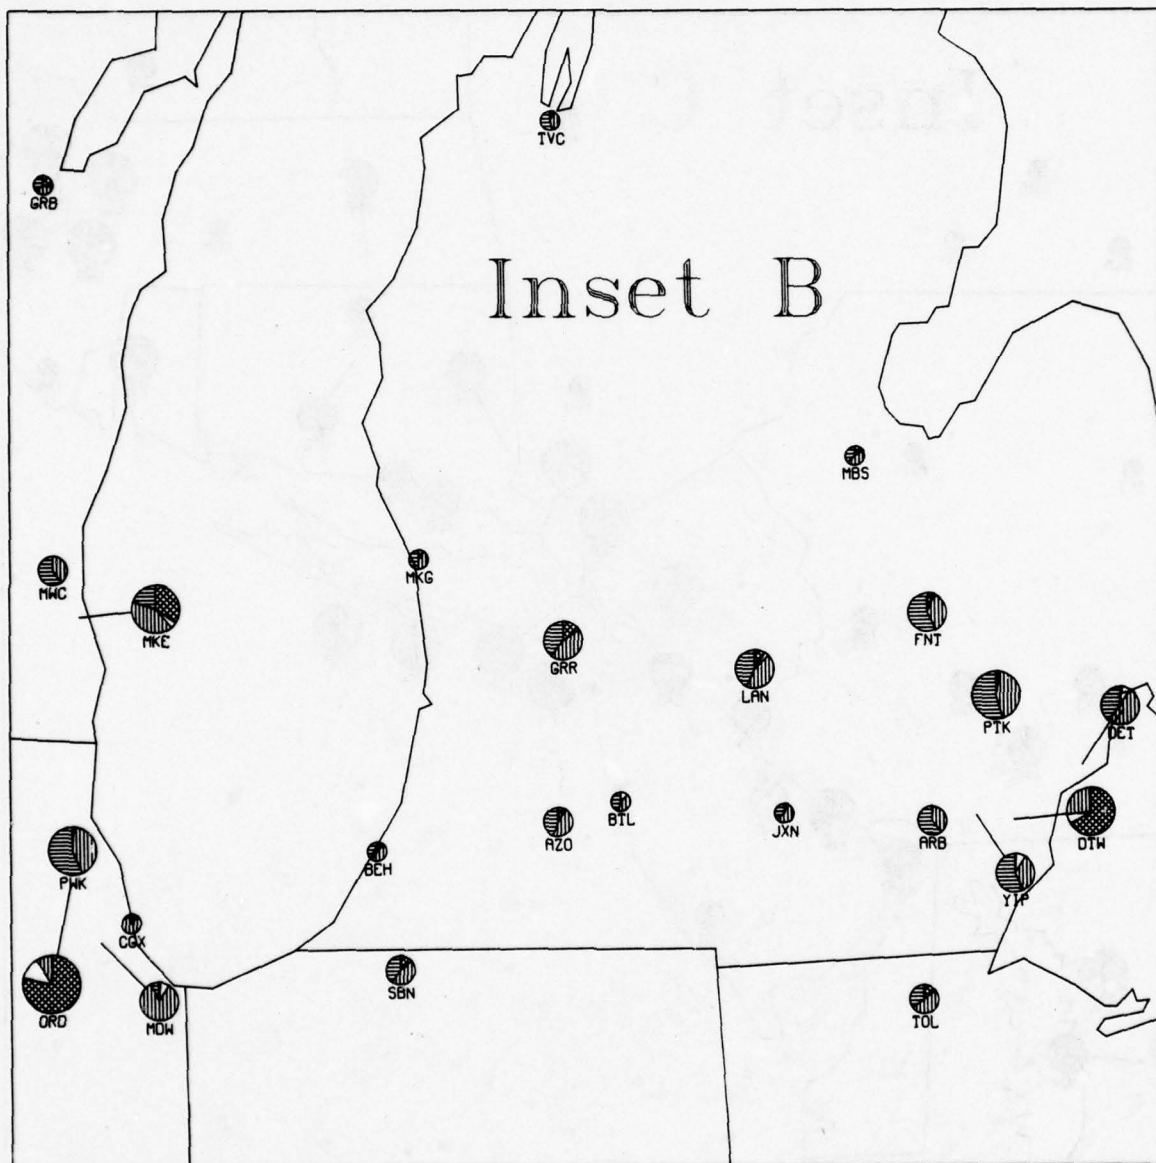 TVC
GRB
Inset B
MBS
MWC
MKG
MKE
FNT
GRR
LAN
PTK
DET
BTL
AZO
JXN
ARB
DTW
PWK
BEH
YIP
CGX
SBN
ORD
MDW
TOL